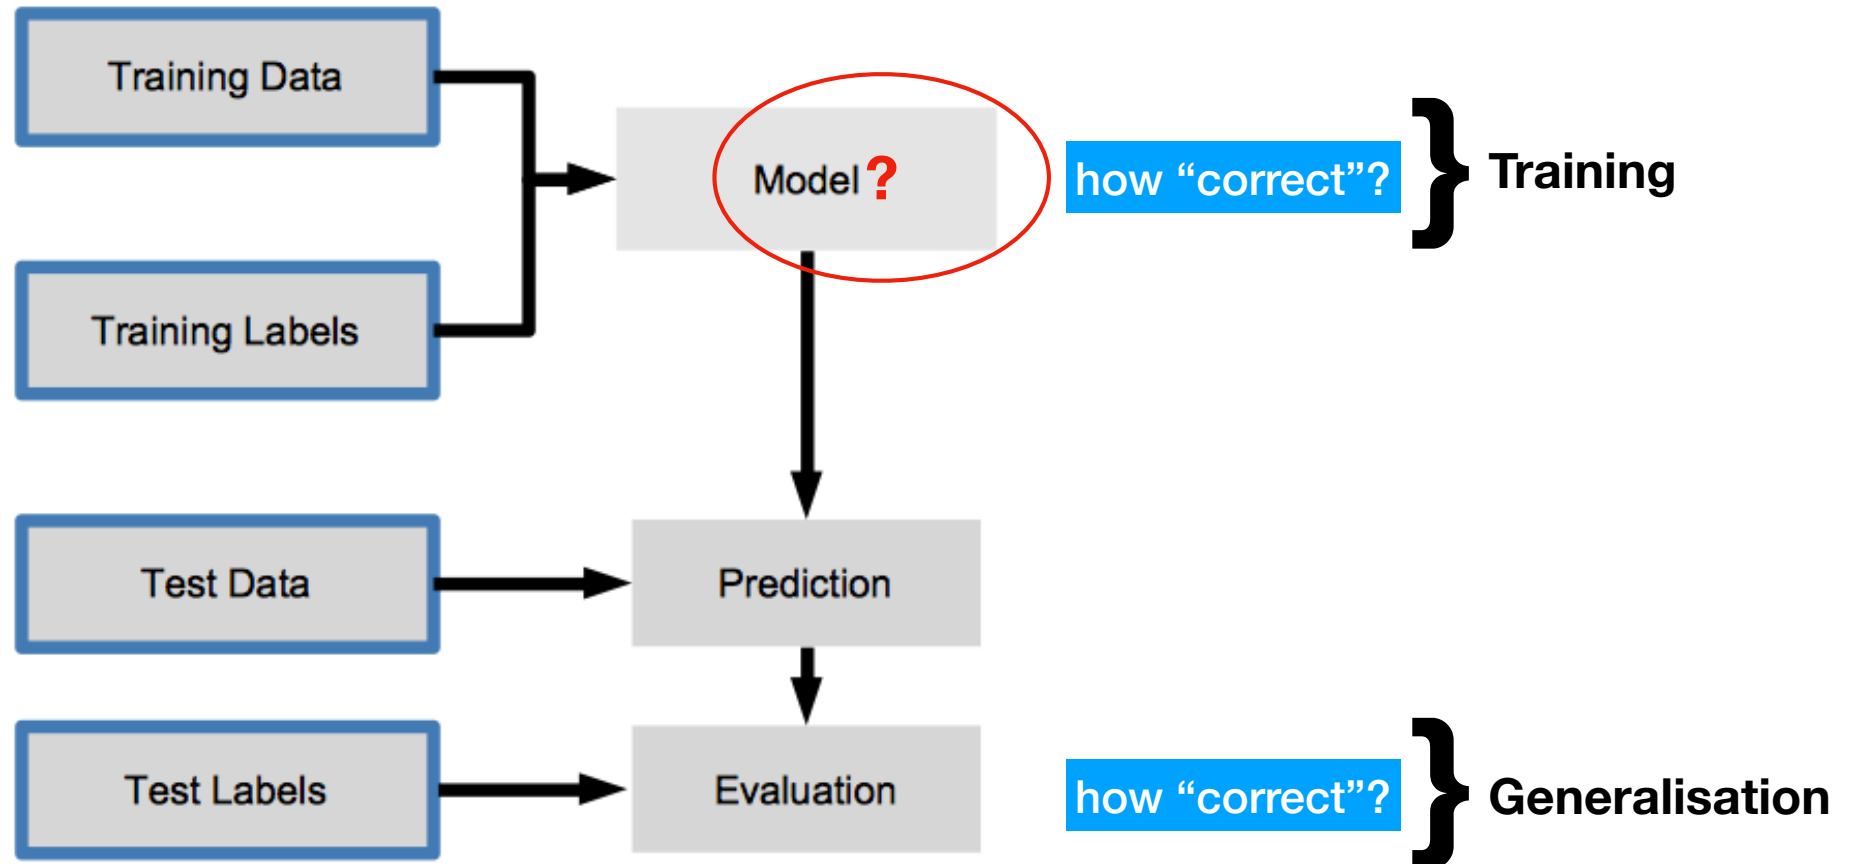 Training Data
Model?
how “correct”?
} Training
Training Labels
Test Data
Prediction
Test Labels
Evaluation
how “correct”?
} Generalisation